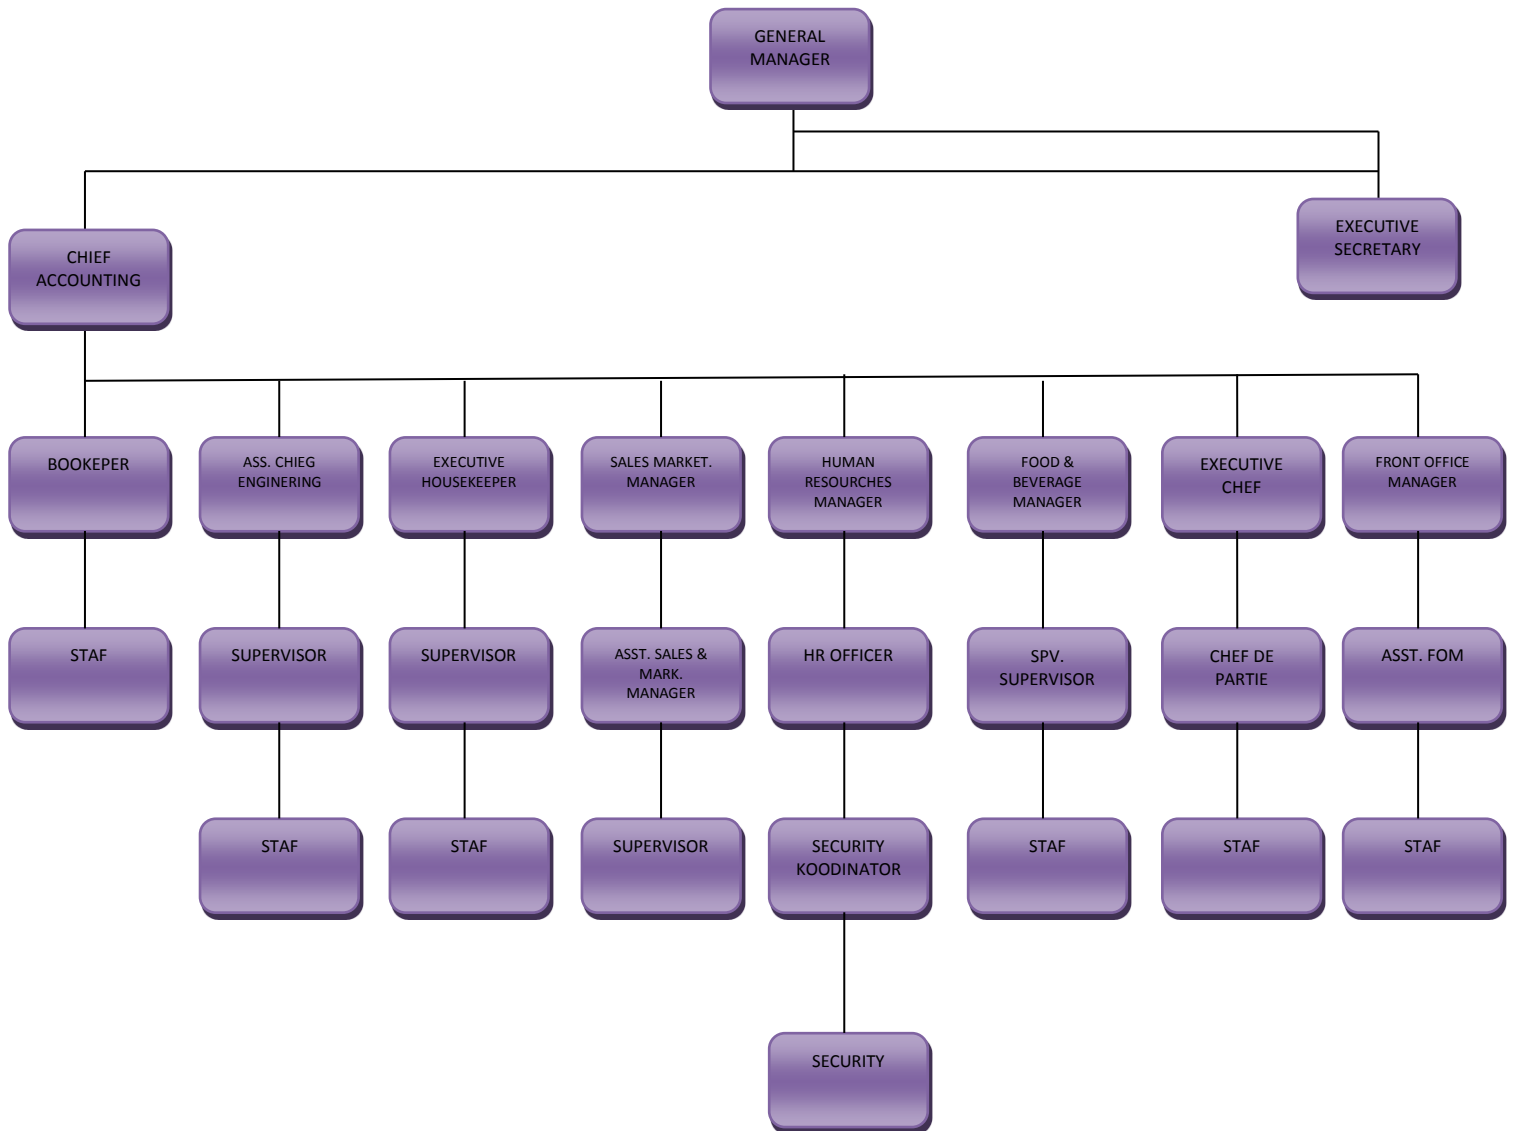 GENERAL
MANAGER
EXECUTIVE
SECRETARY
CHIEF
ACCOUNTING
BOOKEPER
ASS. CHIEG
ENGINERING
EXECUTIVE
HOUSEKEEPER
SALES MARKET.
MANAGER
HUMAN
RESOURCHES
MANAGER
FOOD &
BEVERAGE
MANAGER
EXECUTIVE
CHEF
FRONT OFFICE
MANAGER
STAF
SUPERVISOR
SUPERVISOR
ASST. SALES &
MARK.
MANAGER
HR OFFICER
SPV.
SUPERVISOR
CHEF DE
PARTIE
ASST. FOM
STAF
STAF
SUPERVISOR
SECURITY
KOODINATOR
STAF
STAF
STAF
SECURITY